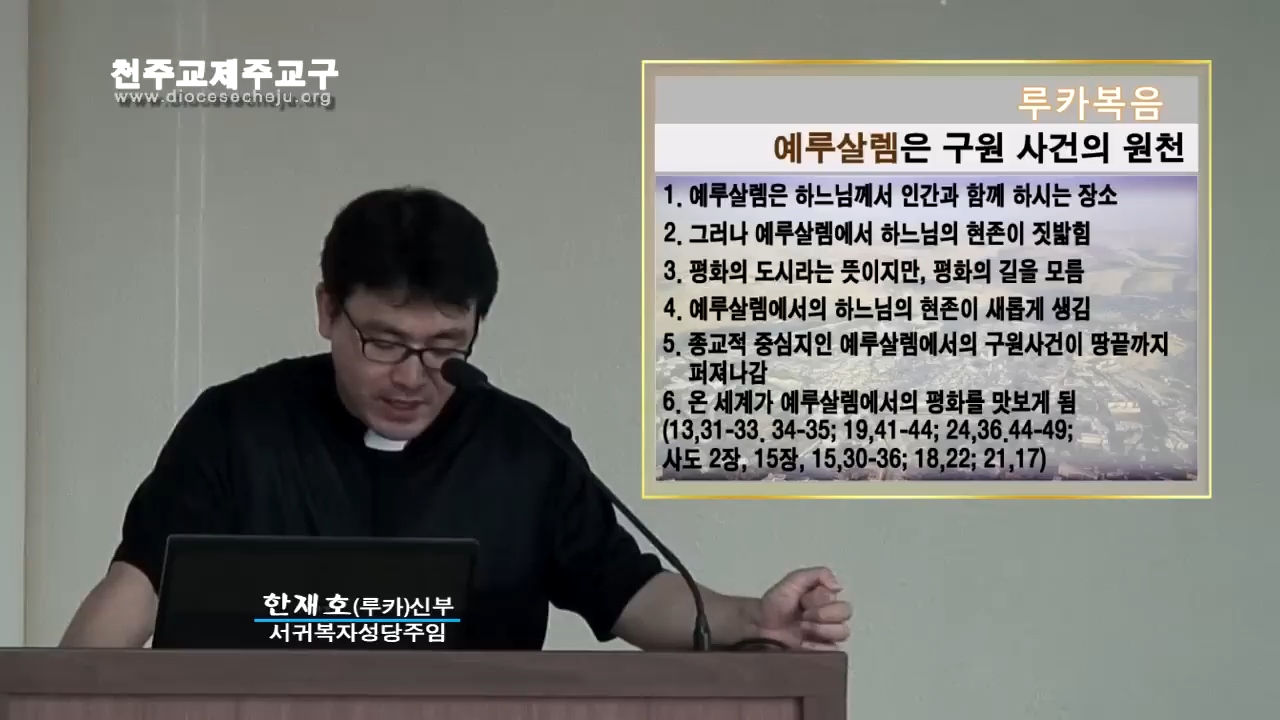 천주교제주교구
www.diocesecheju.org
루카복음
예루살렘은 구원 사건의 원천
1. 예루살렘은 하느님께서 인간과 함께 하시는 장소
2. 그러나 예루살렘에서 하느님의 현존이 짓밟힘
3. 평화의 도시라는 뜻이지만, 평화의 길을 모름
4. 예루살렘에서의 하느님의 현존이 새롭게 생김
5. 종교적 중심지인 예루살렘에서의 구원사건이 땅끝까지
퍼져나감
6. 온 세계가 예루살렘에서의 평화를 맛보게 됨
(13,31-33. 34-35; 19,41-44; 24,36.44-49;
사도 2장, 15장, 15,30-36; 18,22; 21,17)
한재호(루카)신부
서귀복자성당주임